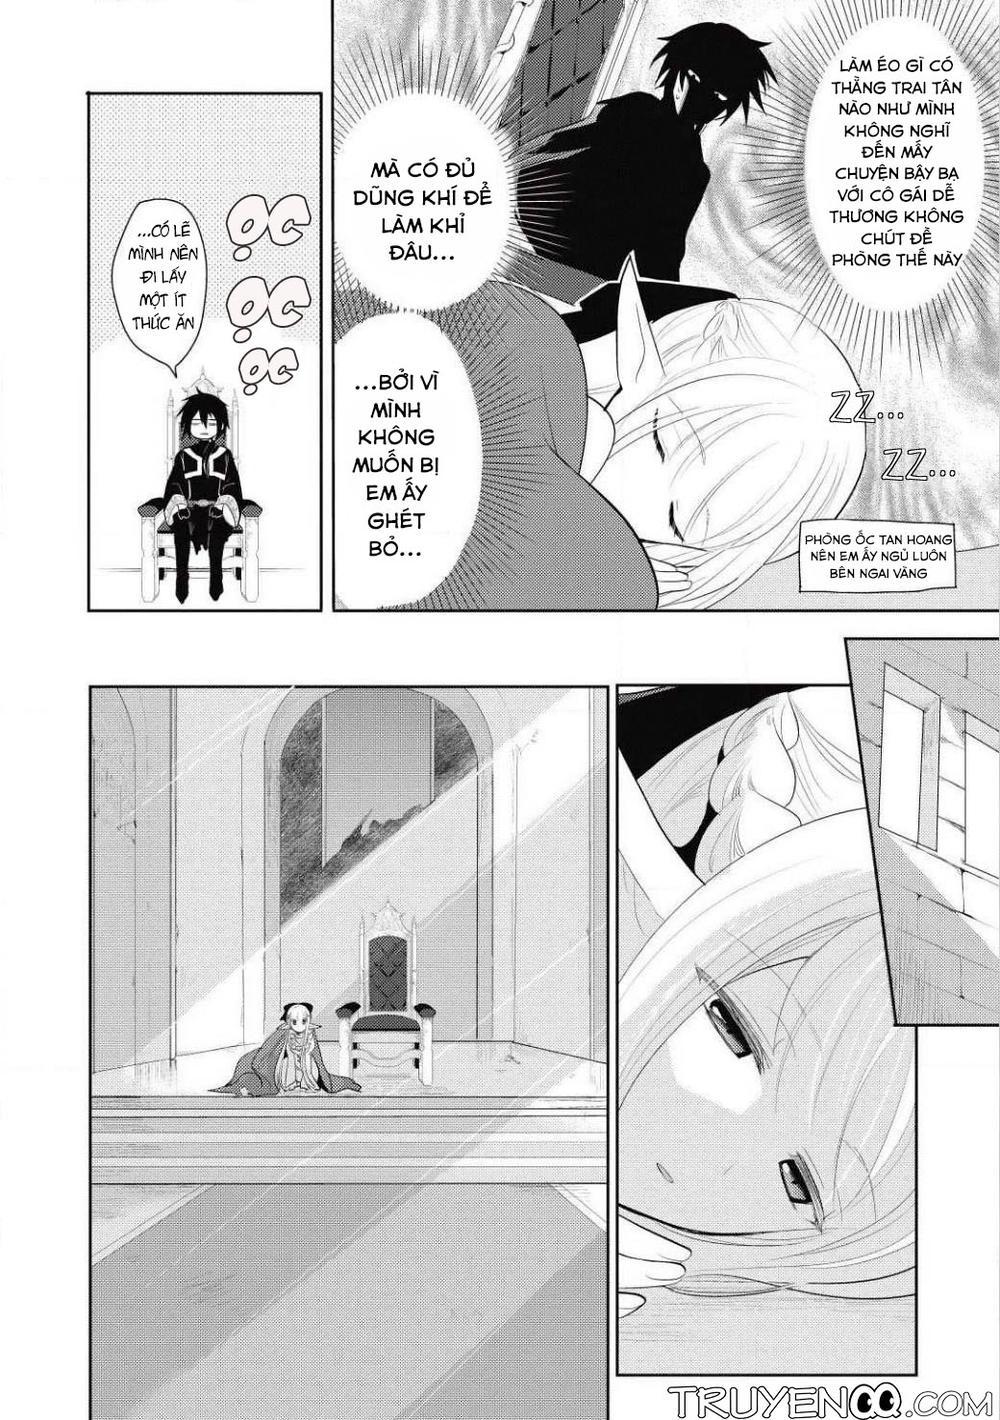 LÀM ÉO GÌ CÓ
THẰNG TRAI TÂN
NÀO NHƯ MÌNH
KHÔNG NGHĨ
ĐẾN MẤY
CHUYỆN BẬY BẠ
VỚI CÔ GÁI DỄ
THƯƠNG KHÔNG
CHÚT ĐỀ
PHÒNG THẾ NÀY
MÀ CÓ ĐỦ
DŨNG KHÍ ĐỂ
LÀM KHỈ
ĐÂU...
...BỞI VÌ
MÌNH
KHÔNG
MUỐN BỊ
EM ẤY
GHÉT
BỎ...
ZZ...
ZZ...
PHÒNG ỐC TAN HOANG
NÊN EM ẤY NGỦ LUÔN
BÊN NGAI VÀNG
ỌC
ỌC
ỌC
...CÓ LẼ
MÌNH NÊN
ĐI LẤY
MỘT ÍT
THỨC ĂN
TRUYENQQ.COM